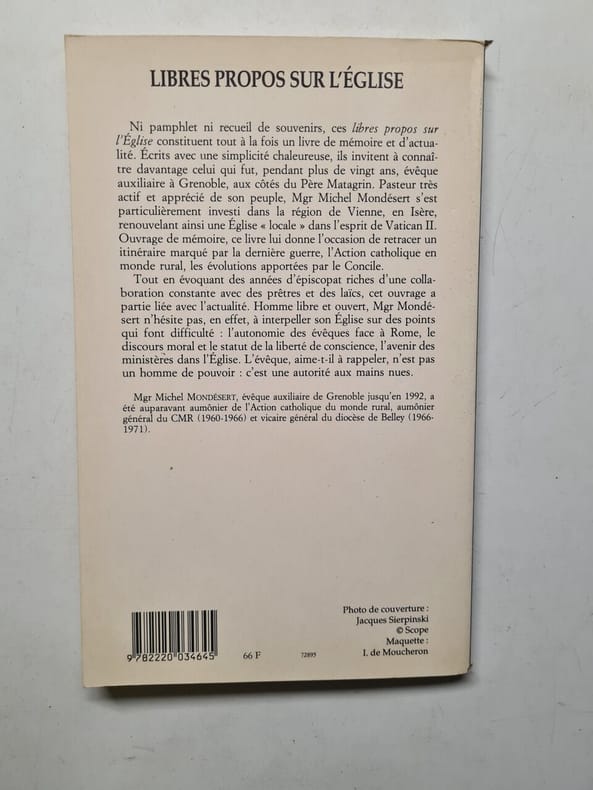 LIBRES PROPOS SUR L'ÉGLISE
Ni pamphlet ni recueil de souvenirs, ces libres propos sur
l'Église constituent tout à la fois un livre de mémoire et d'actua-
lité. Écrits avec une simplicité chaleureuse, ils invitent à connaî-
tre davantage celui qui fut, pendant plus de vingt ans, évêque
auxiliaire à Grenoble, aux côtés du Père Matagrin. Pasteur très
actif et apprécié de son peuple, Mgr Michel Mondésert s'est
particulièrement investi dans la région de Vienne, en Isère,
renouvelant ainsi une Église « locale » dans l'esprit de Vatican II.
Ouvrage de mémoire, ce livre lui donne l'occasion de retracer un
itinéraire marqué par la dernière guerre, l'Action catholique en
monde rural, les évolutions apportées par le Concile.
Tout en évoquant des années d'épiscopat riches d'une colla-
boration constante avec des prêtres et des laïcs, cet ouvrage a
partie liée avec l'actualité. Homme libre et ouvert, Mgr Mondé-
sert n'hésite pas, en effet, à interpeller son Église sur des points
qui font difficulté : l'autonomie des évêques face à Rome, le
discours moral et le statut de la liberté de conscience, l'avenir des
ministères dans l'Église. L'évêque, aime-t-il à rappeler, n'est pas
un homme de pouvoir : c'est une autorité aux mains nues.
Mgr Michel MONDÉSERT, évêque auxiliaire de Grenoble jusqu'en 1992, a
été auparavant aumônier de l'Action catholique du monde rural, aumônier
général du CMR (1960-1966) et vicaire général du diocèse de Belley (1966-
1971).
Photo de couverture :
Jacques Sierpinski
© Scope
Maquette :
I. de Moucheron
9 782220 034645
66 F
72895